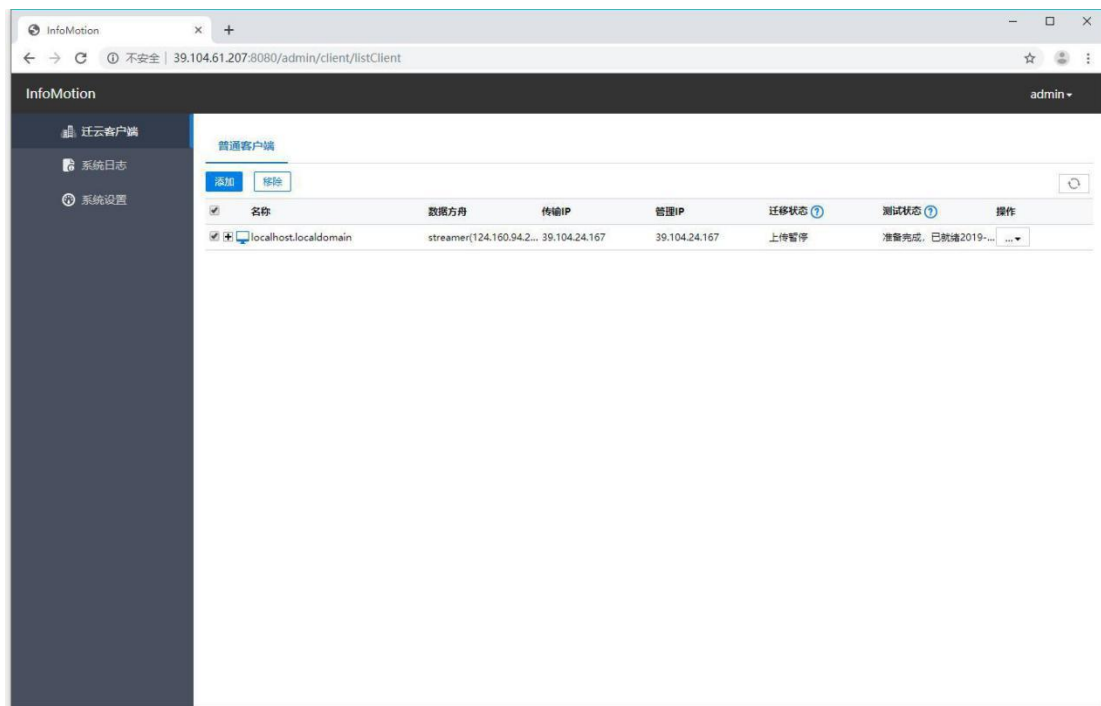 InfoMotion
不安全 | 39.104.61.207:8080/admin/client/listClient
InfoMotion
admin
迁云客户端
系统日志
系统设置
普通客户端
添加 移除
名称 数据方舟 传输IP 管理IP 迁移状态 ? 测试状态 ? 操作
localhost.localdomain streamer(124.160.94.2... 39.104.24.167 39.104.24.167 上传暂停 准备完成，已就绪2019-... ...